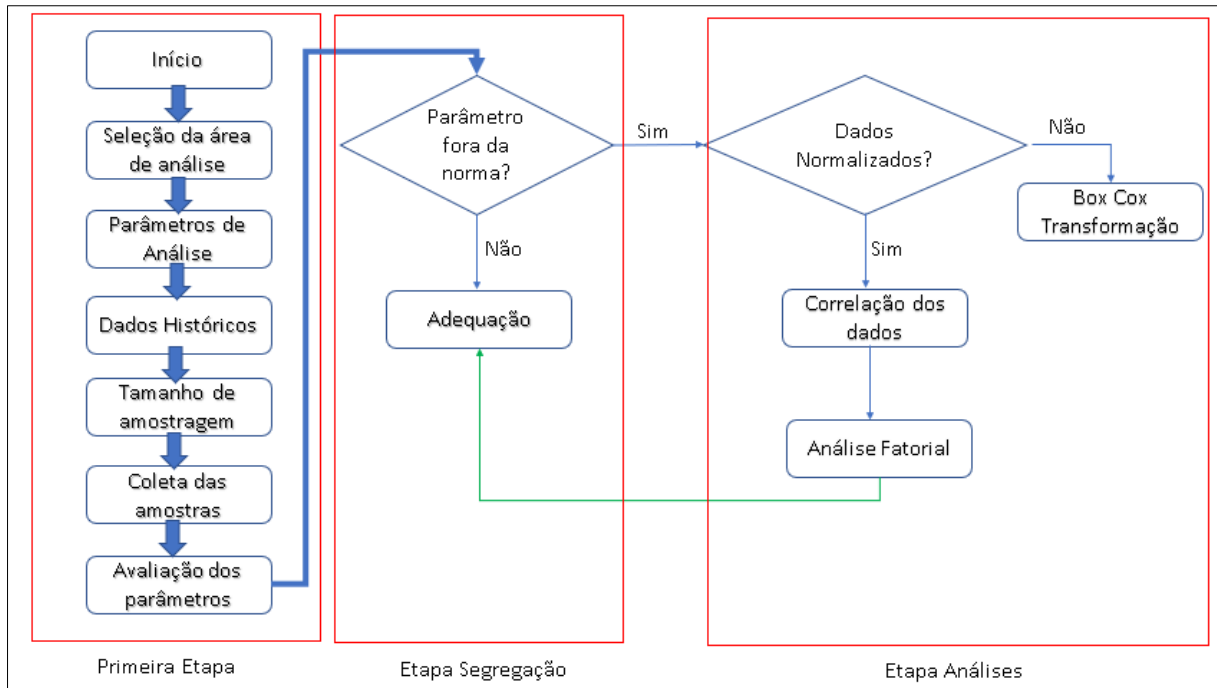 Início
Seleção da área
de análise
Parâmetros de
Análise
Dados Históricos
Tamanho de
amostragem
Coleta das
amostras
Avaliação dos
parâmetros
Primeira Etapa
Parâmetro
fora da
norma?
Sim
Não
Adequação
Etapa Segregação
Dados
Normalizados?
Não
Box Cox
Transformação
Sim
Correlação dos
dados
Análise Fatorial
Etapa Análises